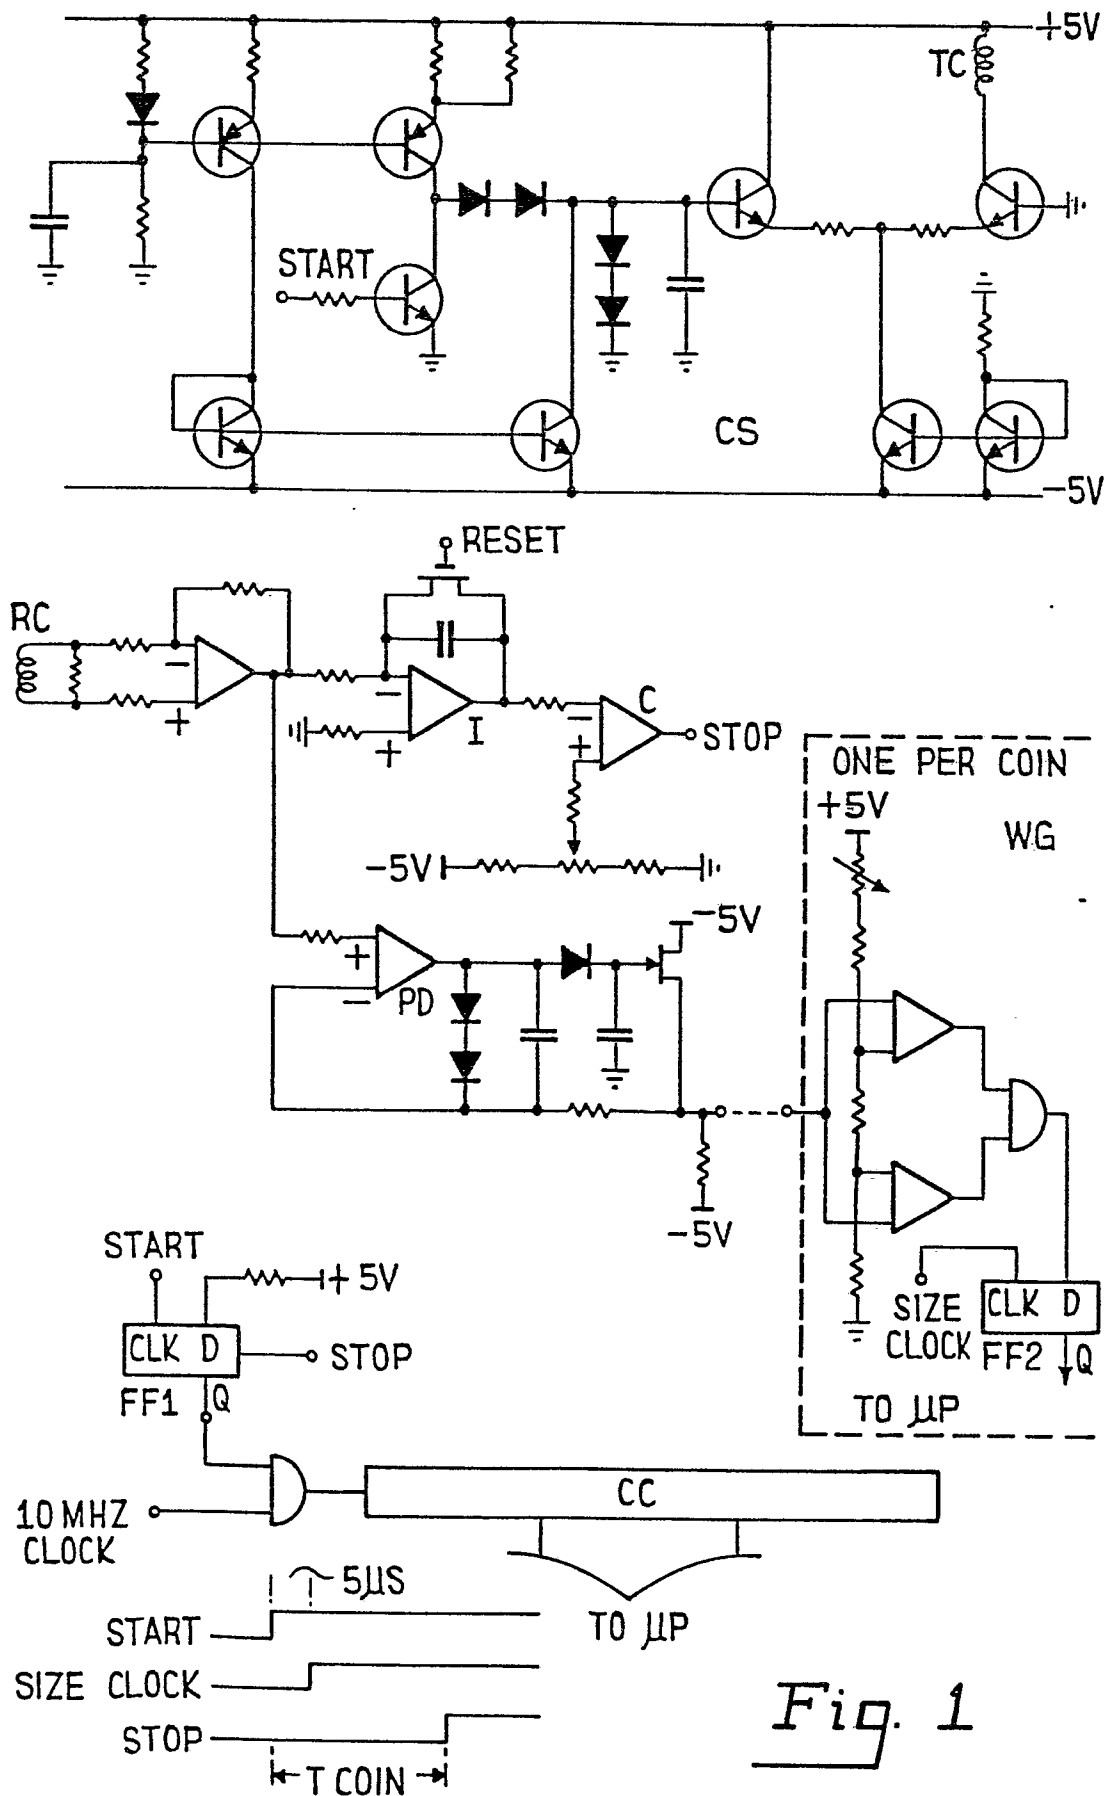 +5V
TC
START
CS
-5V
RESET
RC
-
+
-
+
I
C
-
+
STOP
-5V
ONE PER COIN
+5V
WG
-5V
+
-
PD
-5V
START
+5V
CLK D
STOP
FF1
Q
SIZE
CLOCK
CLK D
FF2
Q
TO µP
10 MHZ
CLOCK
CC
TO µP
5µS
START
SIZE CLOCK
STOP
T COIN
Fig. 1